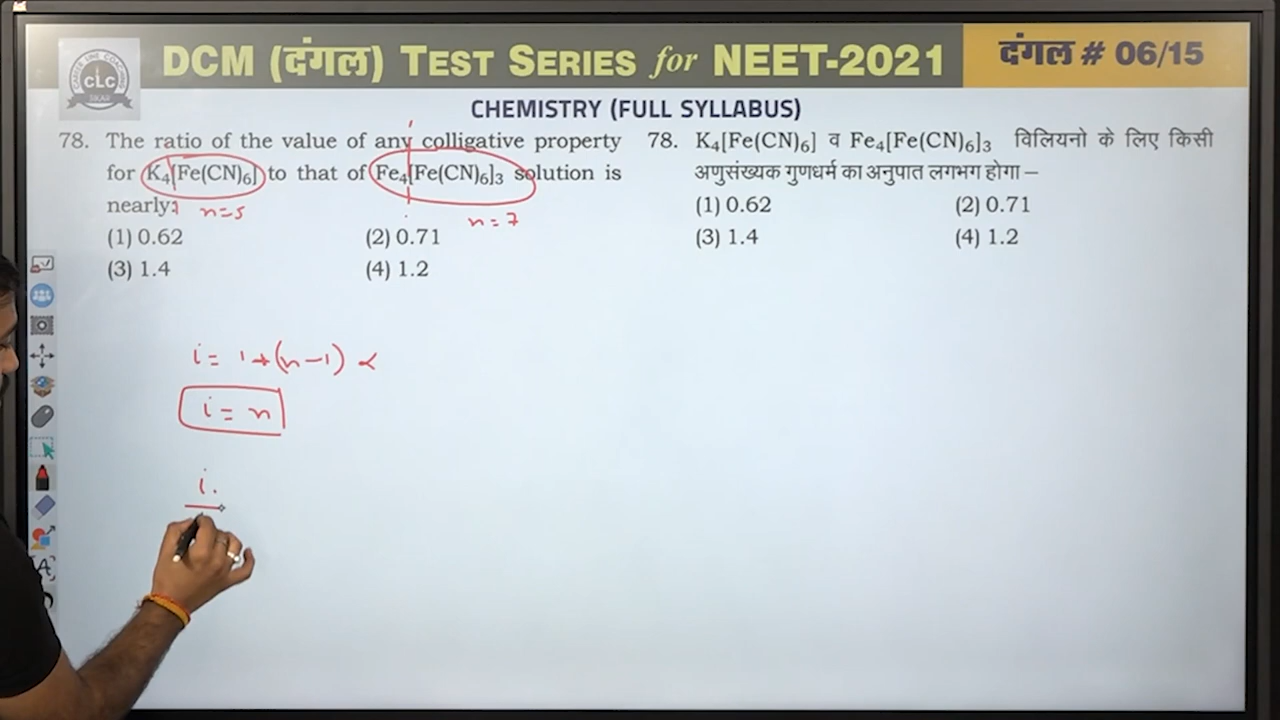 CLC
SIKAR
DCM (दंगल) TEST SERIES for NEET-2021
दंगल # 06/15
CHEMISTRY (FULL SYLLABUS)
78. The ratio of the value of any colligative property
for K₄[Fe(CN)₆] to that of Fe₄[Fe(CN)₆]₃ solution is
nearly:
n=5
n=7
(1) 0.62 (2) 0.71
(3) 1.4 (4) 1.2
78. K₄[Fe(CN)₆] व Fe₄[Fe(CN)₆]₃ विलियनो के लिए किसी
अणुसंख्यक गुणधर्म का अनुपात लगभग होगा –
(1) 0.62 (2) 0.71
(3) 1.4 (4) 1.2
i = 1+(n-1) α
i = n
i.